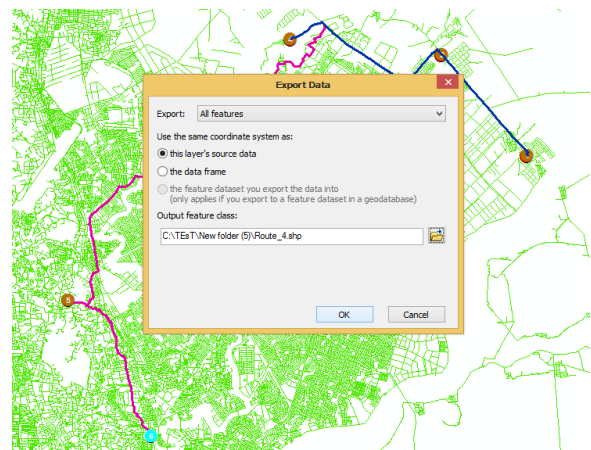 Export Data
Export: All features
Use the same coordinate system as:
this layer's source data
the data frame
the feature dataset you export the data into
(only applies if you export to a feature dataset in a geodatabase)
Output feature class:
C:\TEsT\New folder (5)\Route_4.shp
OK Cancel